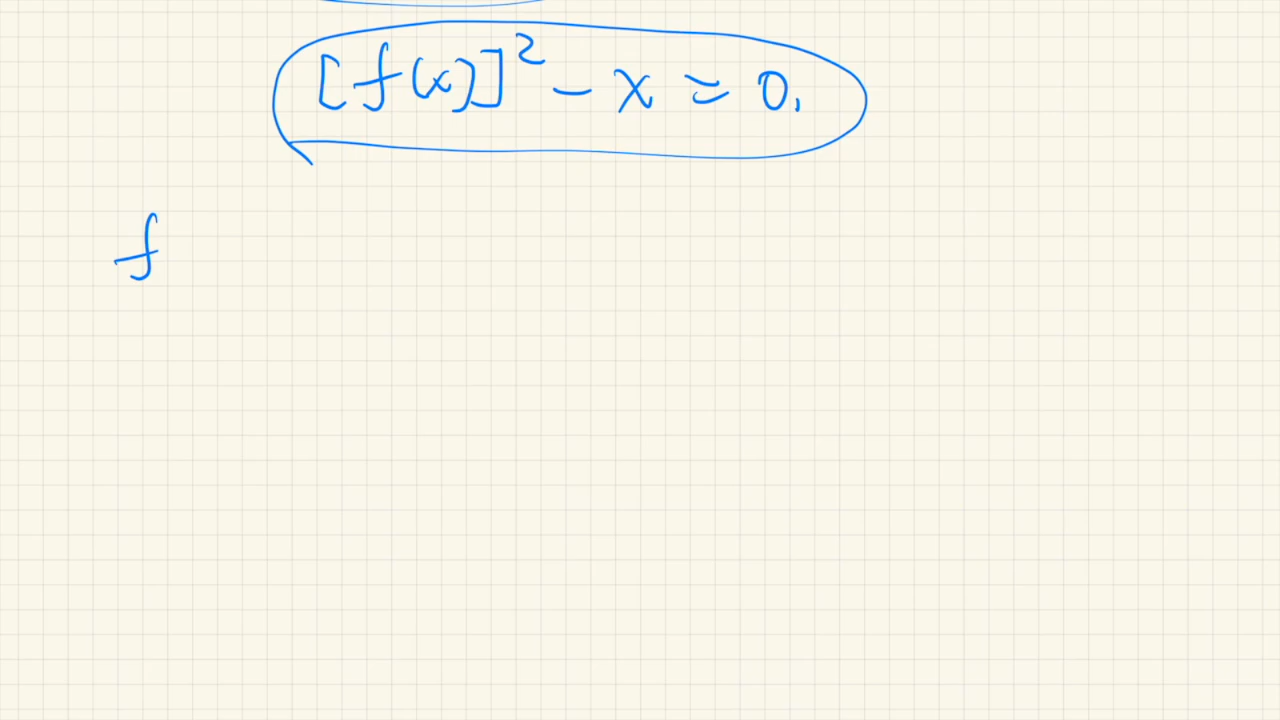 [f(x)]² - x = 0.
f